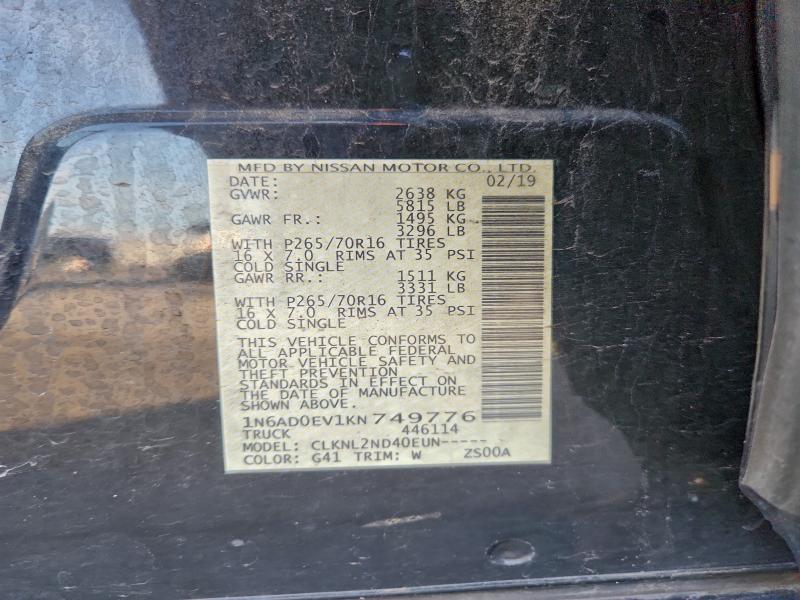 MFD BY NISSAN MOTOR CO., LTD.
DATE: 02/19
GVWR: 2638 KG
5815 LB
GAWR FR.: 1495 KG
3296 LB
WITH P265/70R16 TIRES
16 X 7.0 RIMS AT 35 PSI
COLD SINGLE
GAWR RR.: 1511 KG
3331 LB
WITH P265/70R16 TIRES
16 X 7.0 RIMS AT 35 PSI
COLD SINGLE
THIS VEHICLE CONFORMS TO
ALL APPLICABLE FEDERAL
MOTOR VEHICLE SAFETY AND
THEFT PREVENTION
STANDARDS IN EFFECT ON
THE DATE OF MANUFACTURE
SHOWN ABOVE.
1N6AD0EV1KN749776
TRUCK 446114
MODEL: CLKNL2ND40EUN-----
COLOR: G41 TRIM: W ZS00A